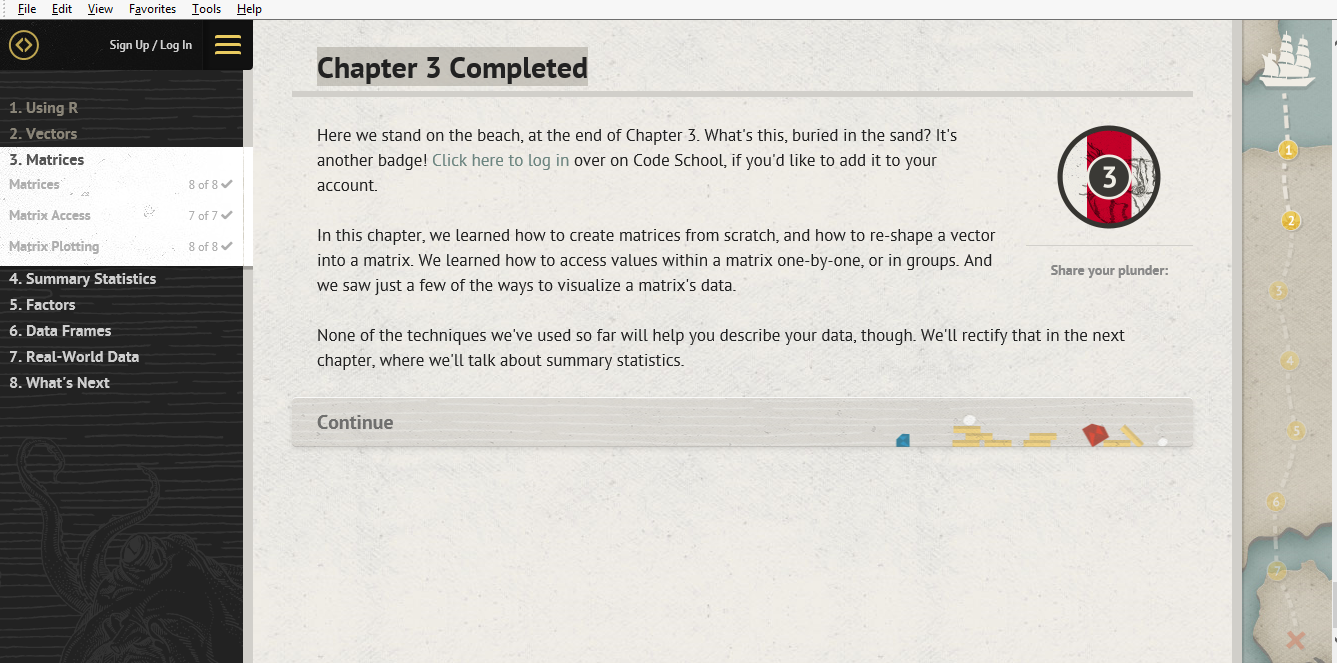 File Edit View Favorites Tools Help
Sign Up / Log In
1. Using R
2. Vectors
3. Matrices
Matrices 8 of 8
Matrix Access 7 of 7
Matrix Plotting 8 of 8
4. Summary Statistics
5. Factors
6. Data Frames
7. Real-World Data
8. What's Next
Chapter 3 Completed
Here we stand on the beach, at the end of Chapter 3. What's this, buried in the sand? It's
another badge! Click here to log in over on Code School, if you'd like to add it to your
account.
In this chapter, we learned how to create matrices from scratch, and how to re-shape a vector
into a matrix. We learned how to access values within a matrix one-by-one, or in groups. And
we saw just a few of the ways to visualize a matrix's data.
None of the techniques we've used so far will help you describe your data, though. We'll rectify that in the next
chapter, where we'll talk about summary statistics.
3
Share your plunder:
Continue
1
2
3
4
5
6
7